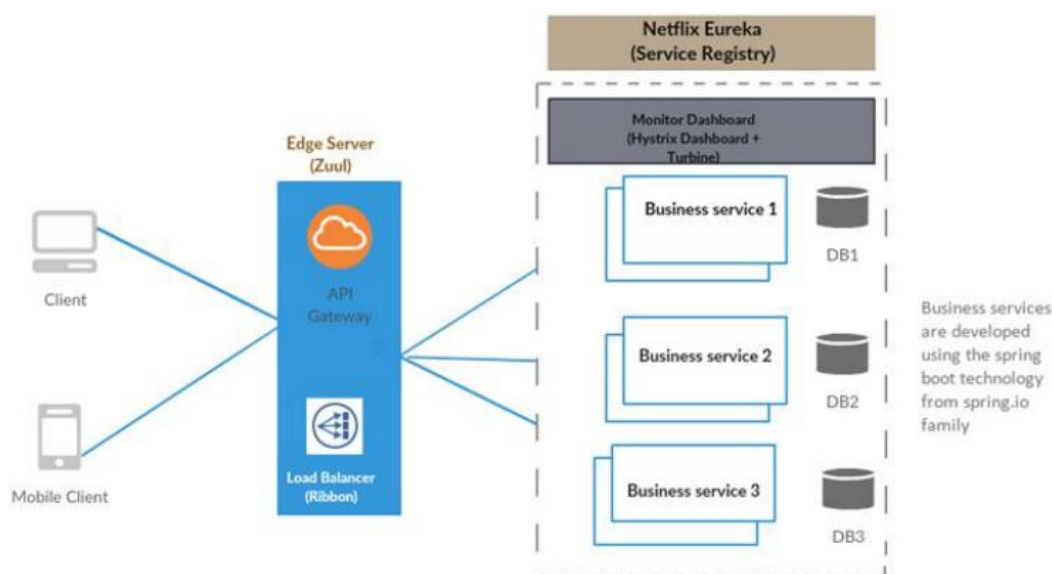 Netflix Eureka
(Service Registry)
Monitor Dashboard
(Hystrix Dashboard +
Turbine)
Edge Server
(Zuul)
API
Gateway
Load Balancer
(Ribbon)
Client
Mobile Client
Business service 1
DB1
Business service 2
DB2
Business service 3
DB3
Business services
are developed
using the spring
boot technology
from spring.io
family